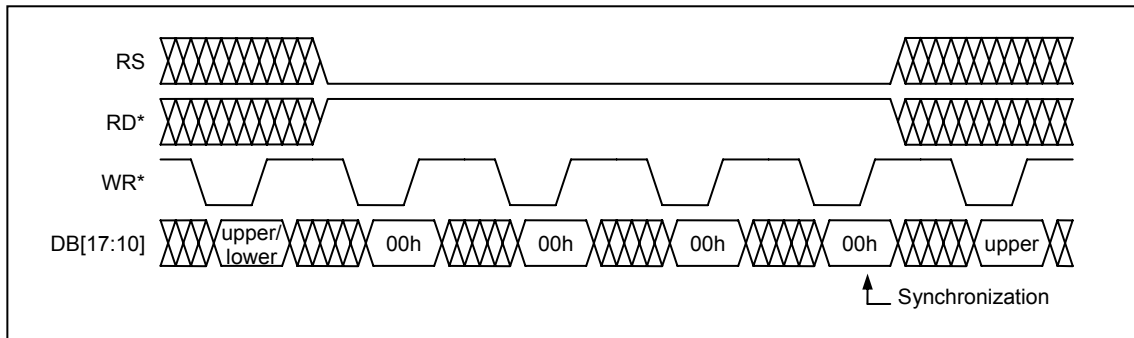 RS
RD*
WR*
DB[17:10]
upper/
lower
00h
00h
00h
00h
upper
Synchronization